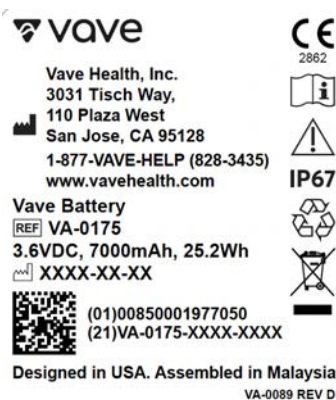 vave
CE
2862
Vave Health, Inc.
3031 Tisch Way,
110 Plaza West
San Jose, CA 95128
1-877-VAVE-HELP (828-3435)
www.vavehealth.com
i
IP67
Vave Battery
REF VA-0175
3.6VDC, 7000mAh, 25.2Wh
XXXX-XX-XX
(01)00850001977050
(21)VA-0175-XXXX-XXXX
Designed in USA. Assembled in Malaysia
VA-0089 REV D